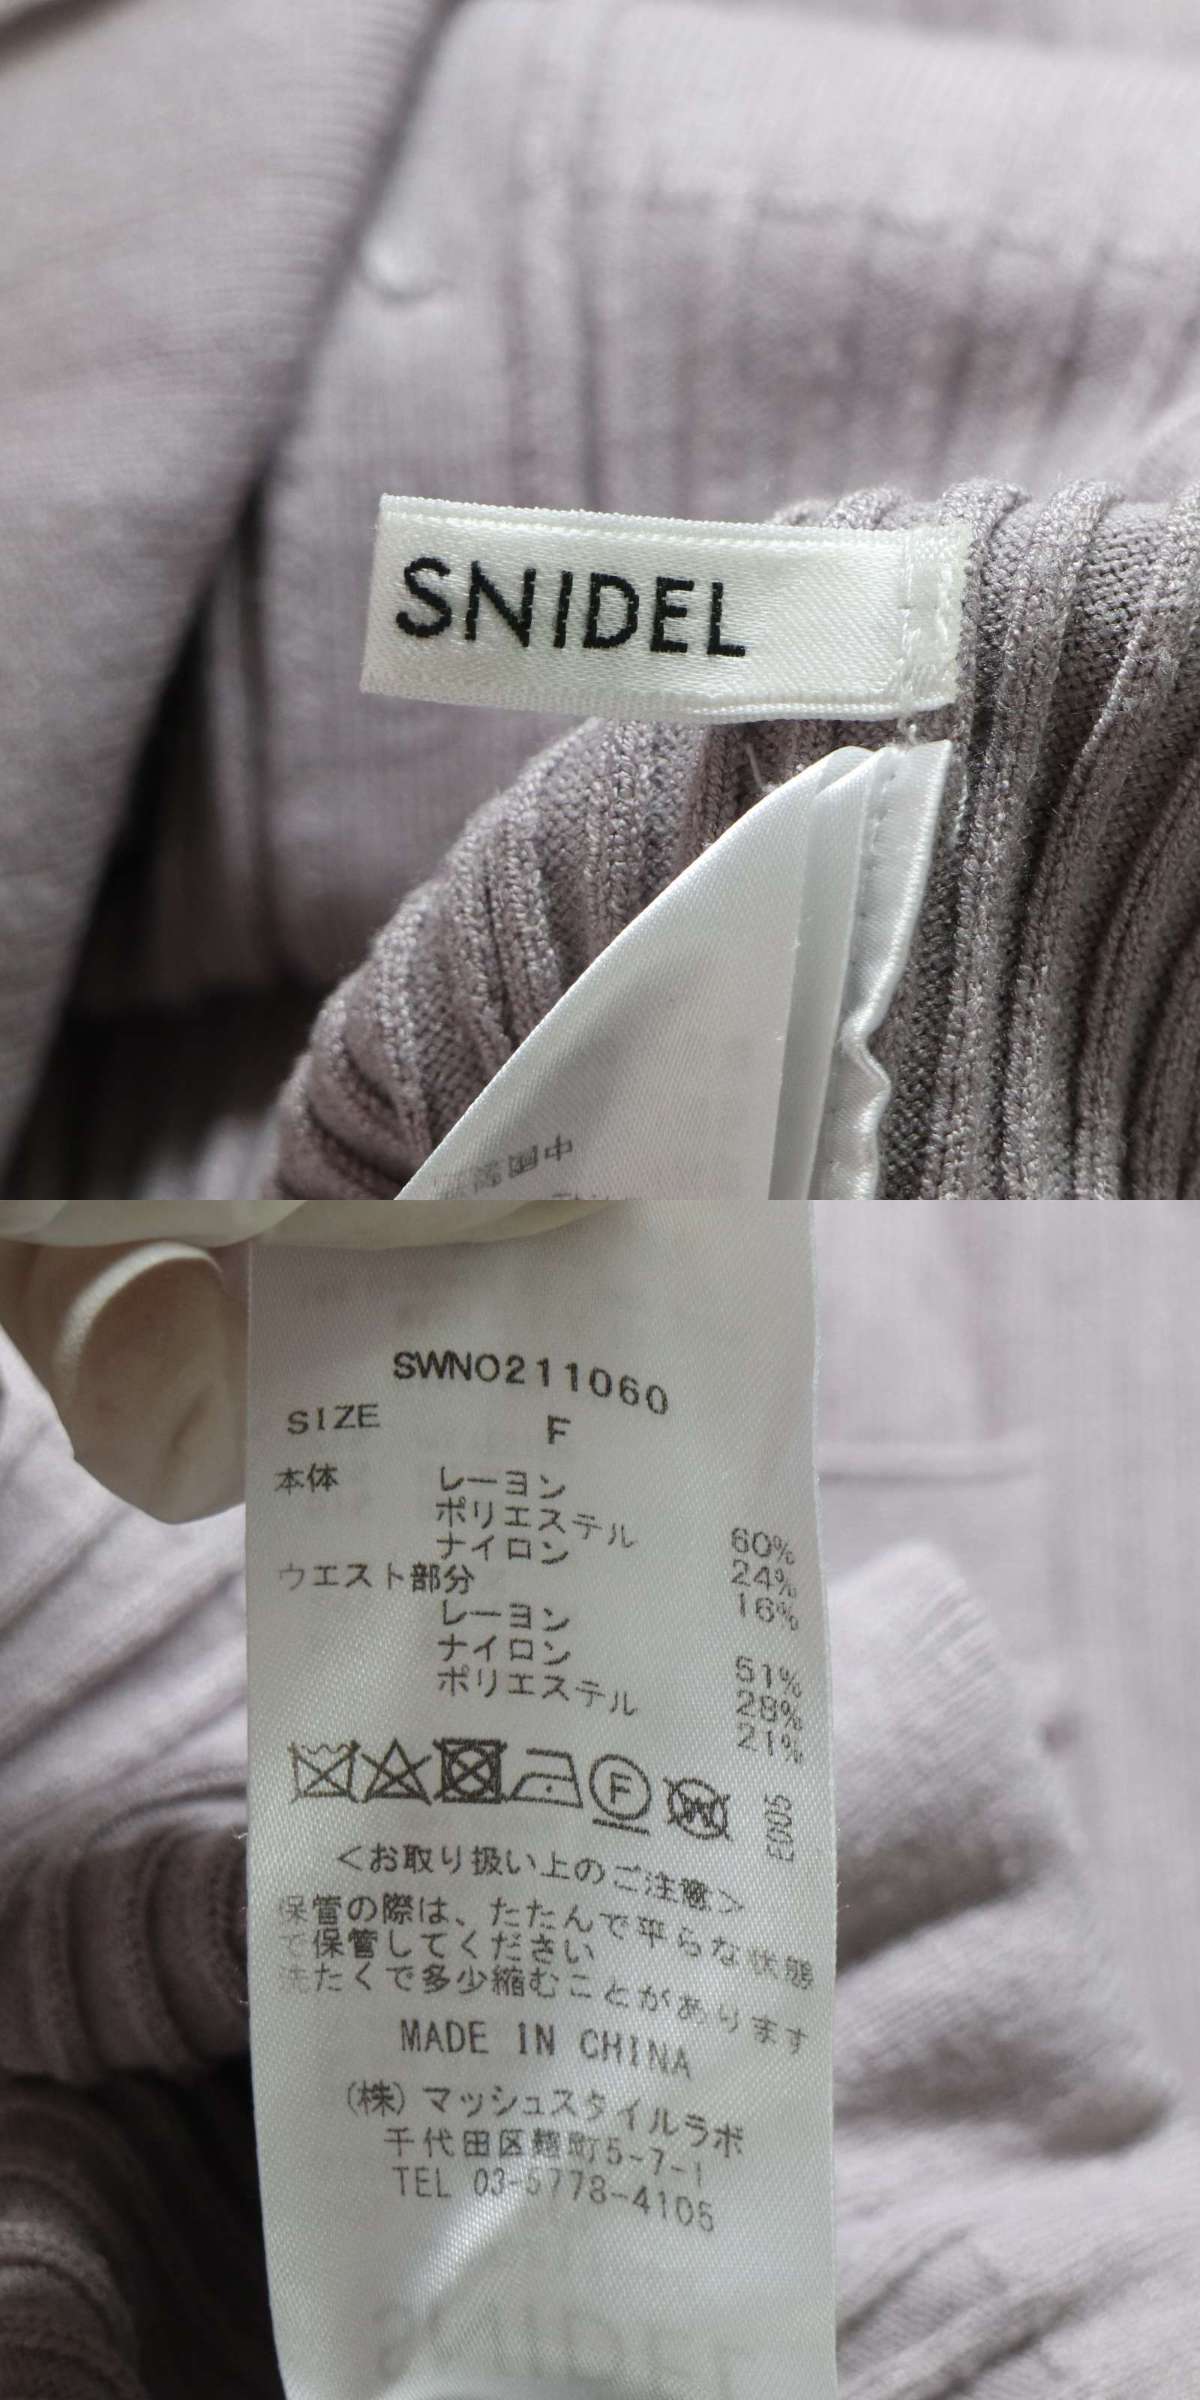 SNIDEL
中國製
SWNO211060
SIZE F
本体 レーヨン 60%
ポリエステル 24%
ナイロン 16%
ウエスト部分
レーヨン 51%
ナイロン 28%
ポリエステル 21%
F
W
E005
<お取り扱い上のご注意>
保管の際は、たたんで平らな状態
で保管してください
洗たくで多少縮むことがあります
MADE IN CHINA
(株)マッシュスタイルラボ
千代田区麹町5-7-1
TEL 03-5778-4105